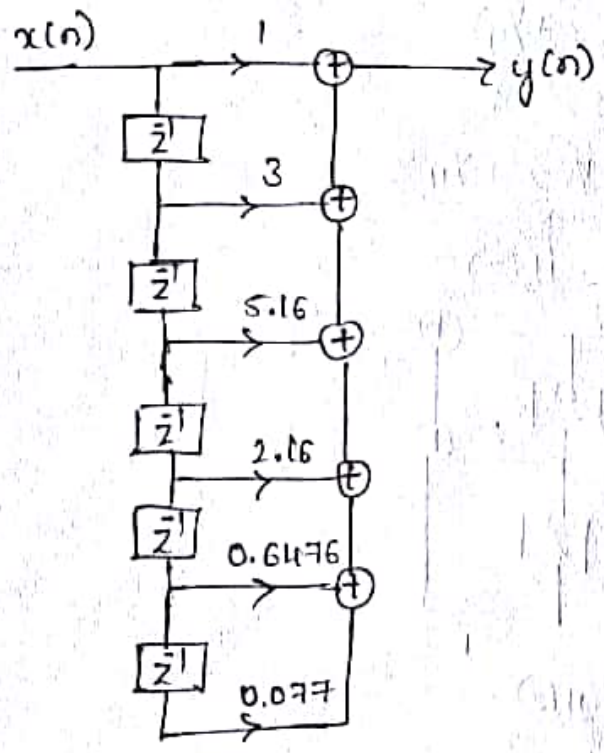 x(n) 1 + y(n)
z⁻¹
3 +
z⁻¹
5.16 +
z⁻¹
2.16 +
z⁻¹
0.6476 +
z⁻¹
0.077